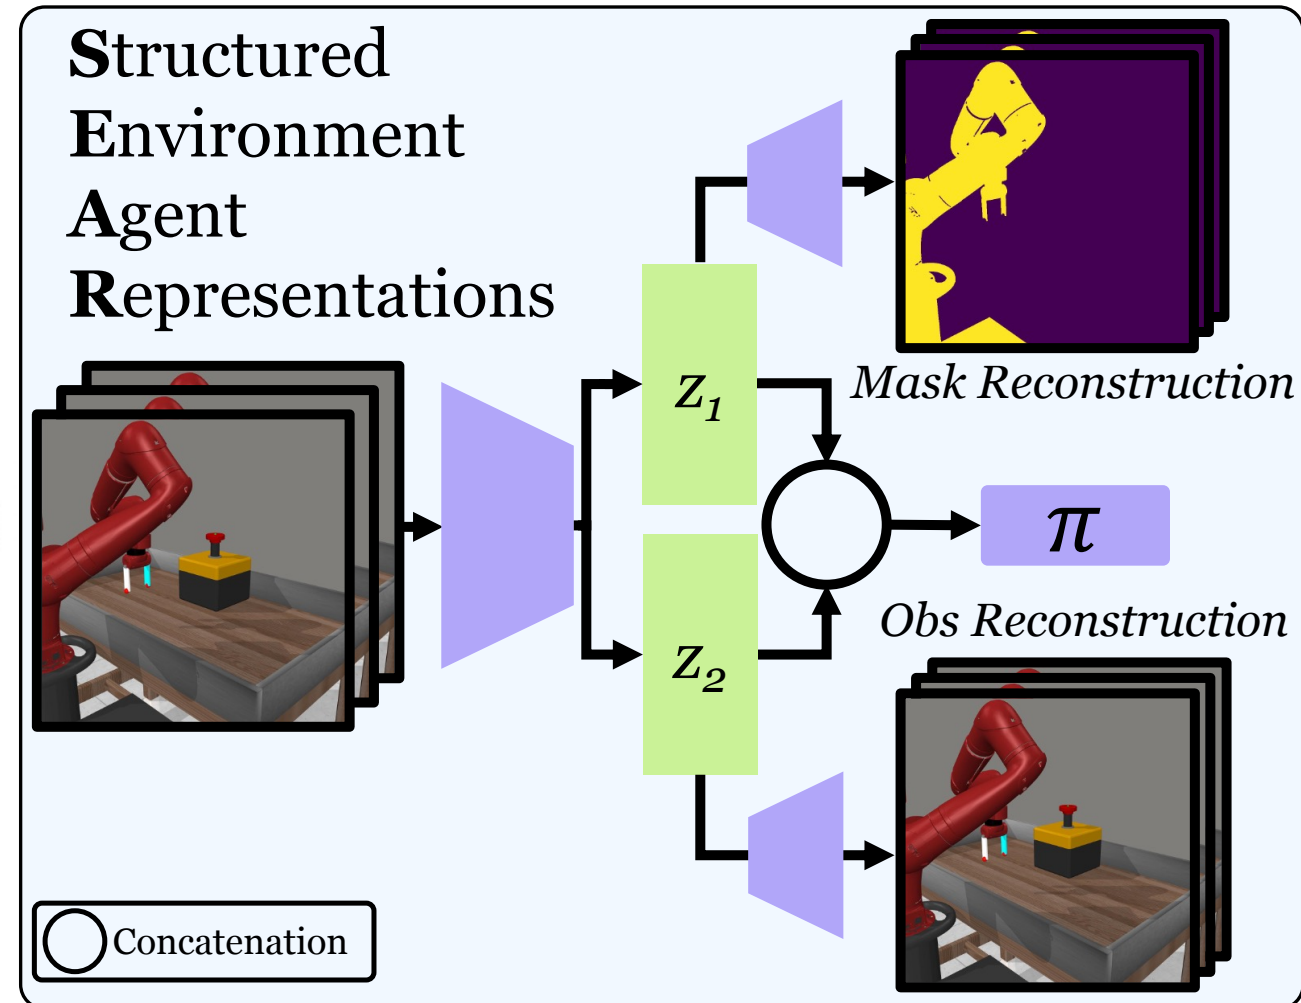 Structured
Environment
Agent
Representations
Mask Reconstruction
z1
π
Obs Reconstruction
z2
Concatenation